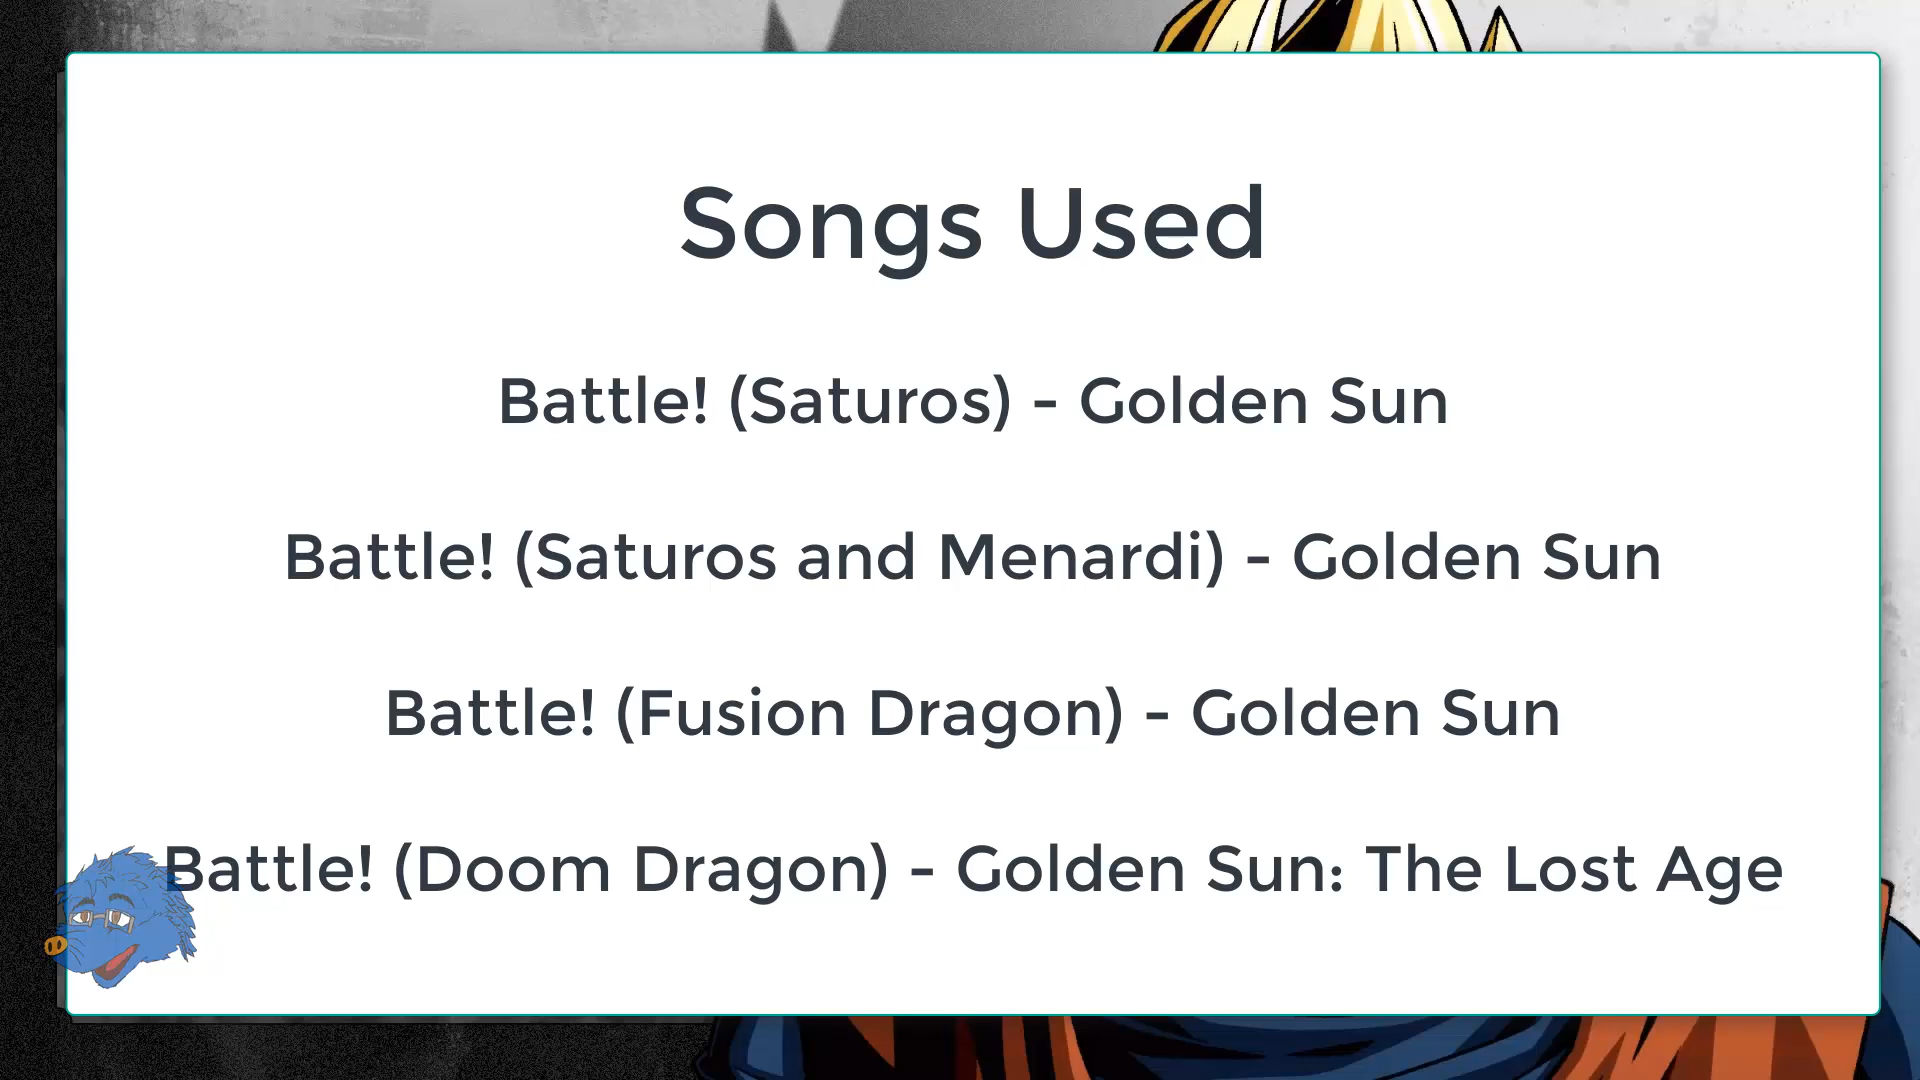 Songs Used
Battle! (Saturos) - Golden Sun
Battle! (Saturos and Menardi) - Golden Sun
Battle! (Fusion Dragon) - Golden Sun
Battle! (Doom Dragon) - Golden Sun: The Lost Age